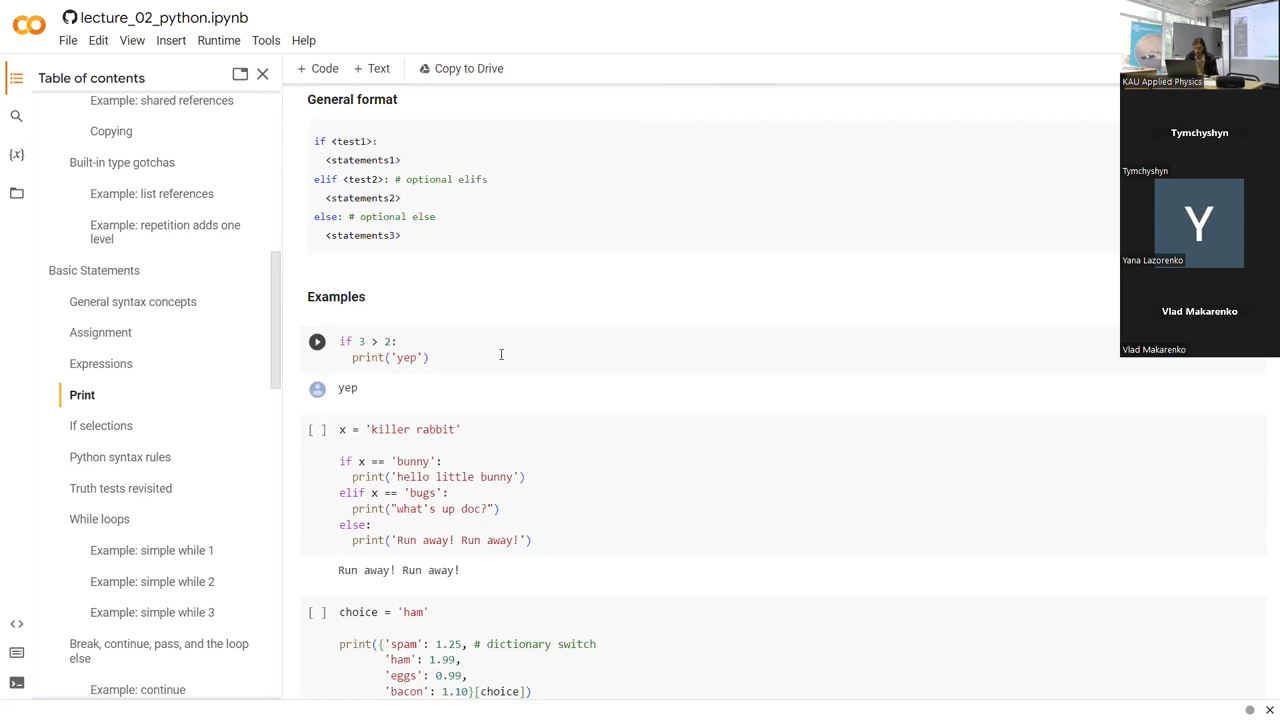 lecture_02_python.ipynb
File Edit View Insert Runtime Tools Help
Table of contents
Example: shared references
Copying
Built-in type gotchas
Example: list references
Example: repetition adds one
level
Basic Statements
General syntax concepts
Assignment
Expressions
Print
If selections
Python syntax rules
Truth tests revisited
While loops
Example: simple while 1
Example: simple while 2
Example: simple while 3
Break, continue, pass, and the loop
else
Example: continue
+ Code + Text Copy to Drive
General format
if <test1>:
<statements1>
elif <test2>: # optional elifs
<statements2>
else: # optional else
<statements3>
Examples
if 3 > 2:
print('yep')
yep
[ ] x = 'killer rabbit'
if x == 'bunny':
print('hello little bunny')
elif x == 'bugs':
print("what's up doc?")
else:
print('Run away! Run away!')
Run away! Run away!
[ ] choice = 'ham'
print({'spam': 1.25, # dictionary switch
'ham': 1.99,
'eggs': 0.99,
'bacon': 1.10}[choice])
KAU Applied Physics
Tymchyshyn
Tymchyshyn
Y
Yana Lazorenko
Vlad Makarenko
Vlad Makarenko